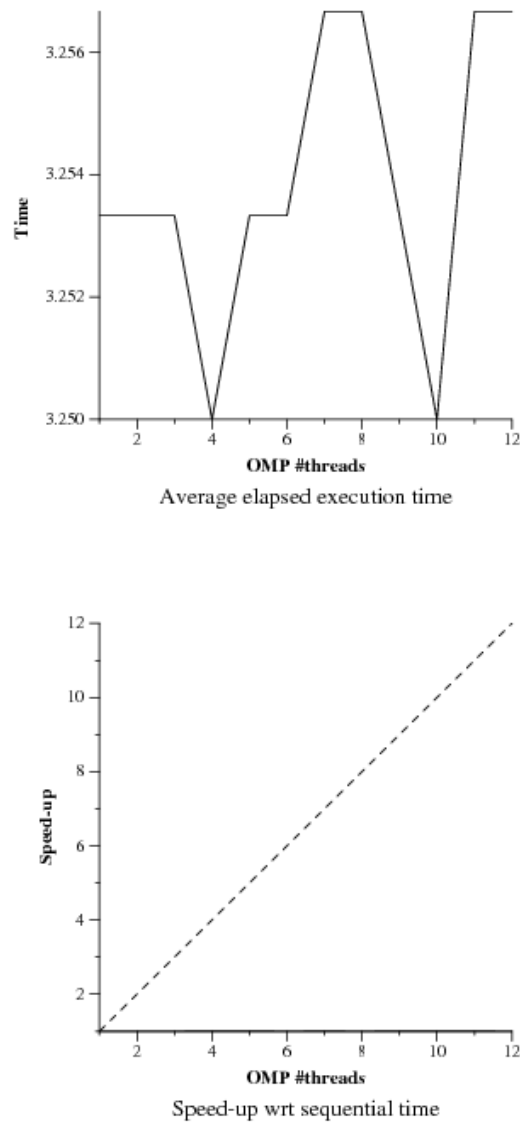 3.256
3.254
Time
3.252
3.250
2 4 6 8 10 12
OMP #threads
Average elapsed execution time
12
10
8
Speed-up
6
4
2
2 4 6 8 10 12
OMP #threads
Speed-up wrt sequential time